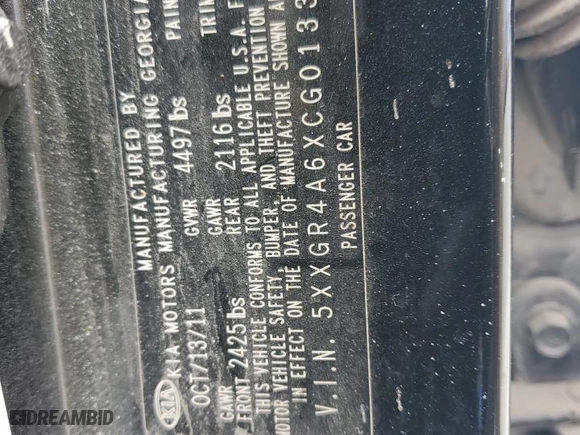 MANUFACTURED BY
KIA KIA MOTORS MANUFACTURING GEORGIA
OCT/13/11 GVWR 4497 lbs PAIN
GAWR GAWR TRIM
FRONT 2425 lbs REAR 2116 lbs
THIS VEHICLE CONFORMS TO ALL APPLICABLE U.S.A. F
MOTOR VEHICLE SAFETY, BUMPER, AND THEFT PREVENTION
IN EFFECT ON THE DATE OF MANUFACTURE SHOWN A
V.I.N. 5XXGR4A6XCG0133
PASSENGER CAR
DREAMBID